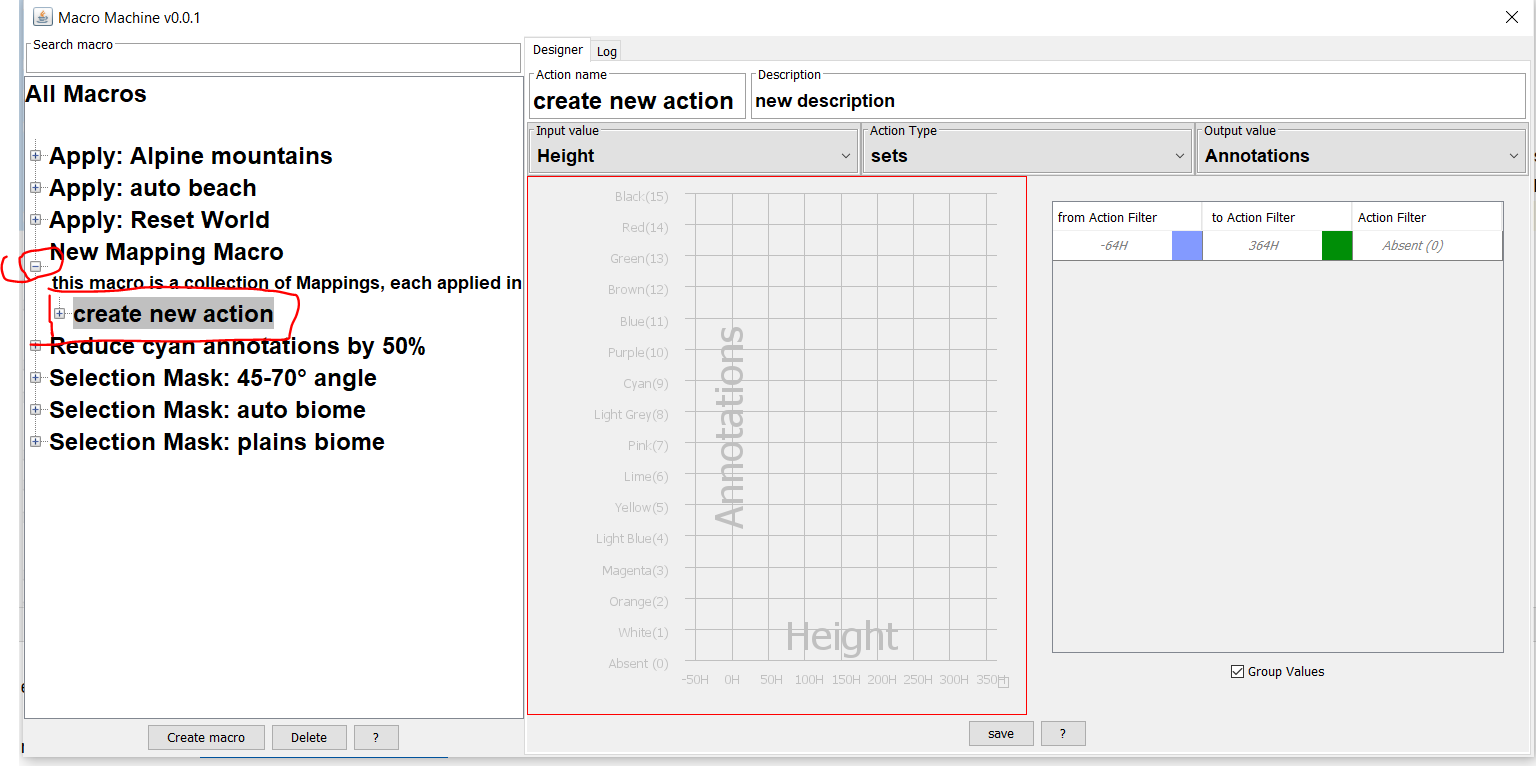 Macro Machine v0.0.1
Search macro
All Macros
Apply: Alpine mountains
Apply: auto beach
Apply: Reset World
New Mapping Macro
this macro is a collection of Mappings, each applied in
create new action
Reduce cyan annotations by 50%
Selection Mask: 45-70° angle
Selection Mask: auto biome
Selection Mask: plains biome
Create macro Delete ?
Designer Log
Action name Description
create new action new description
Input value Action Type Output value
Height sets Annotations
Black(15)
Red(14)
Green(13)
Brown(12)
Blue(11)
Purple(10)
Cyan(9)
Light Grey(8)
Pink(7)
Lime(6)
Yellow(5)
Light Blue(4)
Magenta(3)
Orange(2)
White(1)
Absent (0)
Annotations
Height
-50H 0H 50H 100H 150H 200H 250H 300H 350H
from Action Filter to Action Filter Action Filter
-64H 364H Absent (0)
Group Values
save ?